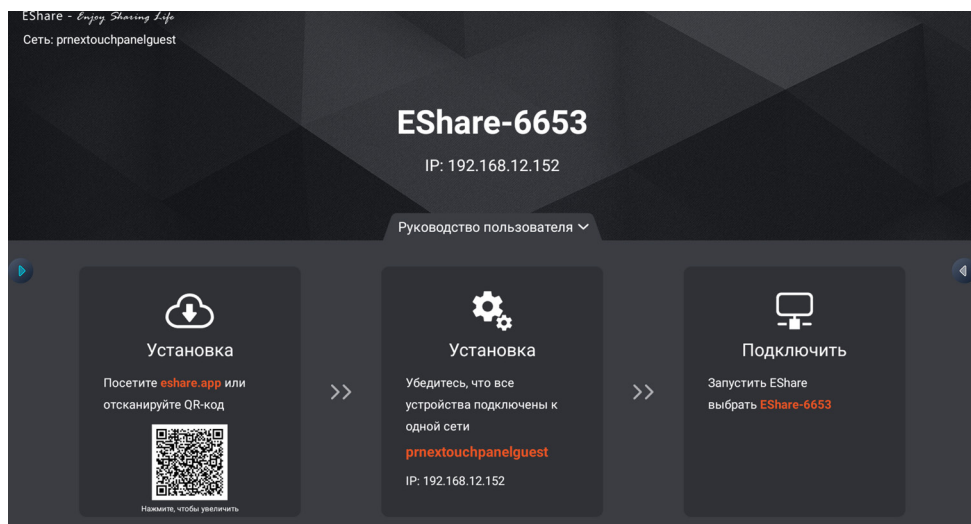 EShare - Enjoy Sharing Life
Сеть: prnextouchpanelguest
EShare-6653
IP: 192.168.12.152
Руководство пользователя
Установка
Посетите eshare.app или
отсканируйте QR-код
Нажмите, чтобы увеличить
Установка
Убедитесь, что все
устройства подключены к
одной сети
prnextouchpanelguest
IP: 192.168.12.152
Подключить
Запустить EShare
выбрать EShare-6653